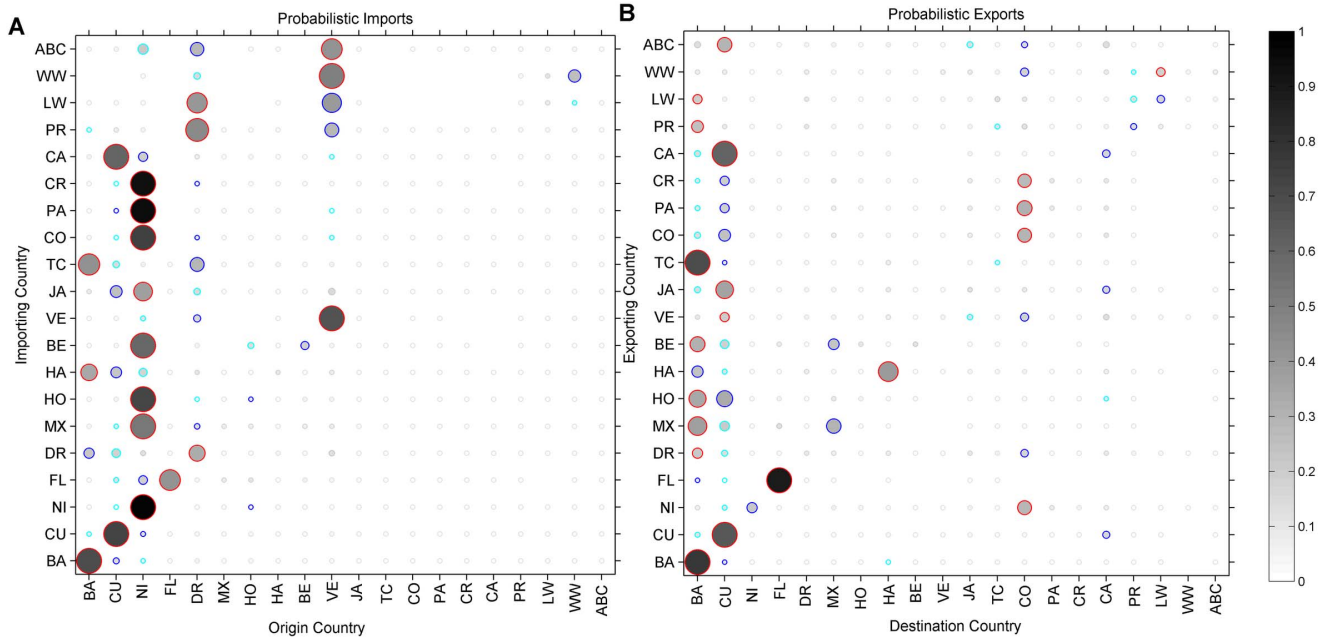 A
Probabilistic Imports
Importing Country
ABC
WW
LW
PR
CA
CR
PA
CO
TC
JA
VE
BE
HA
HO
MX
DR
FL
NI
CU
BA
BA
CU
NI
FL
DR
MX
HO
HA
BE
VE
JA
TC
CO
PA
CR
CA
PR
LW
WW
ABC
Origin Country
B
Probabilistic Exports
Exporting Country
ABC
WW
LW
PR
CA
CR
PA
CO
TC
JA
VE
BE
HA
HO
MX
DR
FL
NI
CU
BA
BA
CU
NI
FL
DR
MX
HO
HA
BE
VE
JA
TC
CO
PA
CR
CA
PR
LW
WW
ABC
Destination Country
1
0.9
0.8
0.7
0.6
0.5
0.4
0.3
0.2
0.1
0